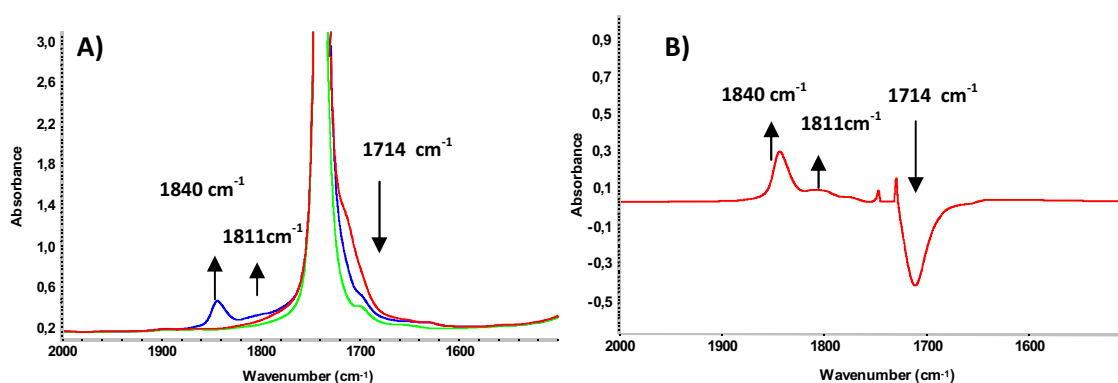 A)
1840 cm-1
1811cm-1
1714 cm-1
Absorbance
3,0
2,6
2,2
1,8
1,4
1,0
0,6
0,2
2000
1900
1800
1700
1600
Wavenumber (cm-1)
B)
1840 cm-1
1811cm-1
1714 cm-1
Absorbance
0,9
0,7
0,5
0,3
0,1
-0,1
-0,3
-0,5
2000
1900
1800
1700
1600
Wavenumber (cm-1)